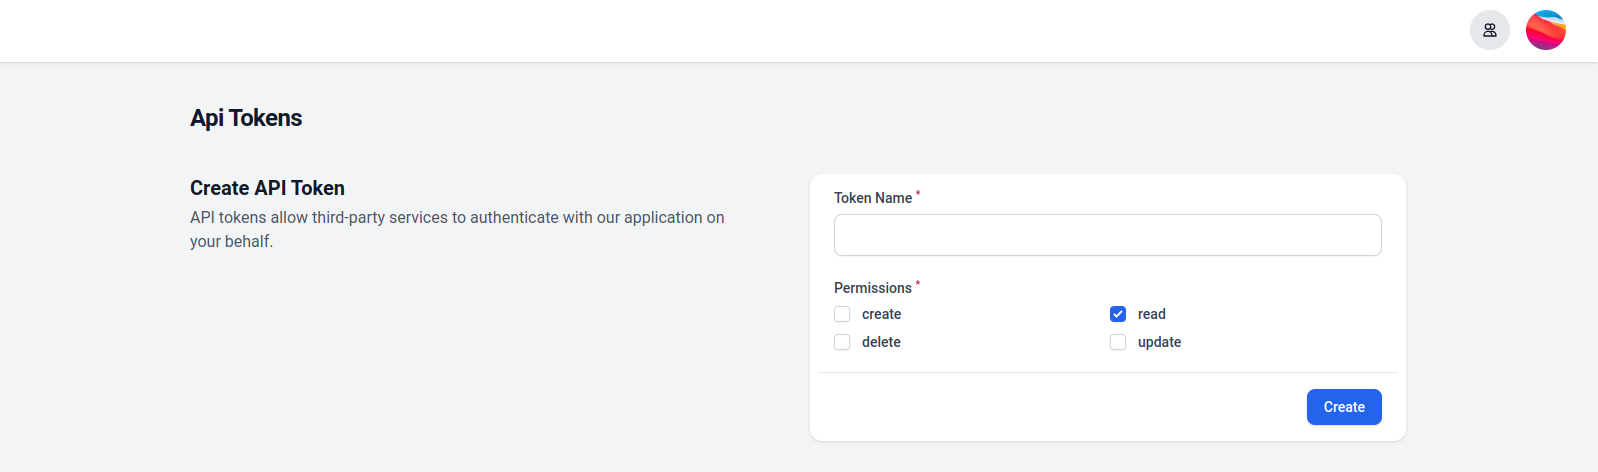 Api Tokens
Create API Token
API tokens allow third-party services to authenticate with our application on
your behalf.
Token Name *
Permissions *
create
read
delete
update
Create